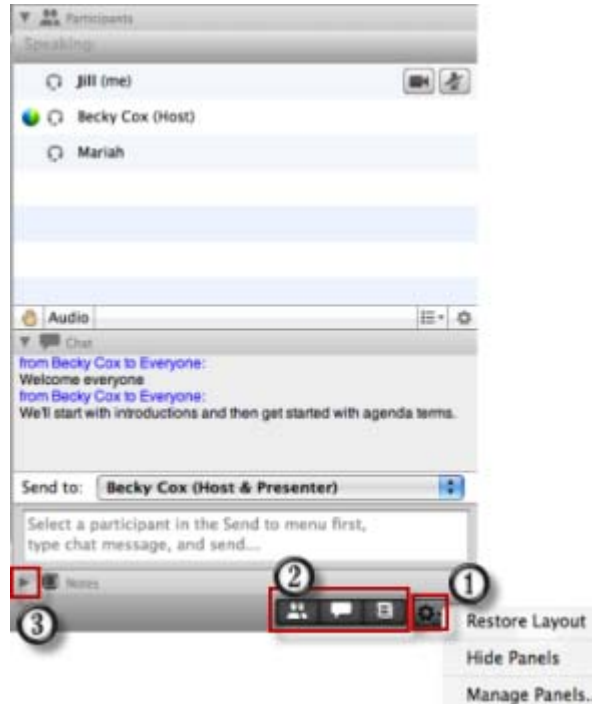 Participants
Speaking:
Jill (me)
Becky Cox (Host)
Mariah
Audio
Chat
from Becky Cox to Everyone:
Welcome everyone
from Becky Cox to Everyone:
We'll start with introductions and then get started with agenda terms.
Send to: Becky Cox (Host & Presenter)
Select a participant in the Send to menu first,
type chat message, and send...
Notes
2
1
3
Restore Layout
Hide Panels
Manage Panels..